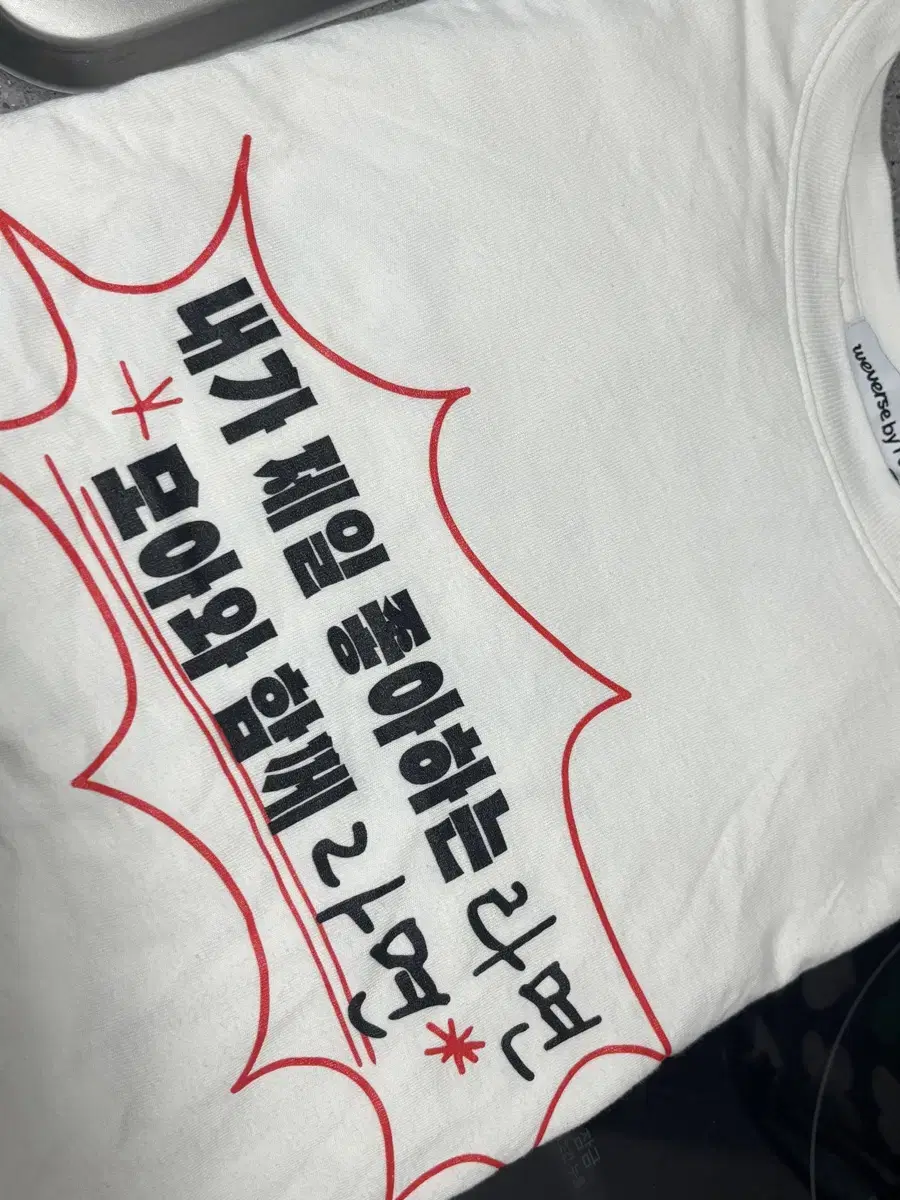 내가 제일 좋아하는 라면
모아와 함께 라면
weverse by